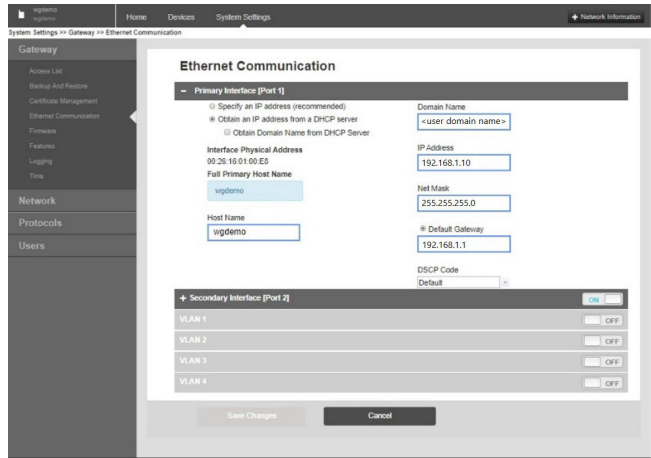 wgdemo
wgdemo
Home Devices System Settings
+ Network Information
System Settings >> Gateway >> Ethernet Communication
Gateway
Access List
Backup And Restore
Certificate Management
Ethernet Communication
Firmware
Features
Logging
Time
Network
Protocols
Users
Ethernet Communication
− Primary Interface [Port 1]
Specify an IP address (recommended)
Obtain an IP address from a DHCP server
Obtain Domain Name from DHCP Server
Interface Physical Address
00:26:16:01:00:E8
Full Primary Host Name
wgdemo
Host Name
wgdemo
Domain Name
<user domain name>
IP Address
192.168.1.10
Net Mask
255.255.255.0
Default Gateway
192.168.1.1
DSCP Code
Default
+ Secondary Interface [Port 2] ON
VLAN 1 OFF
VLAN 2 OFF
VLAN 3 OFF
VLAN 4 OFF
Save Changes Cancel